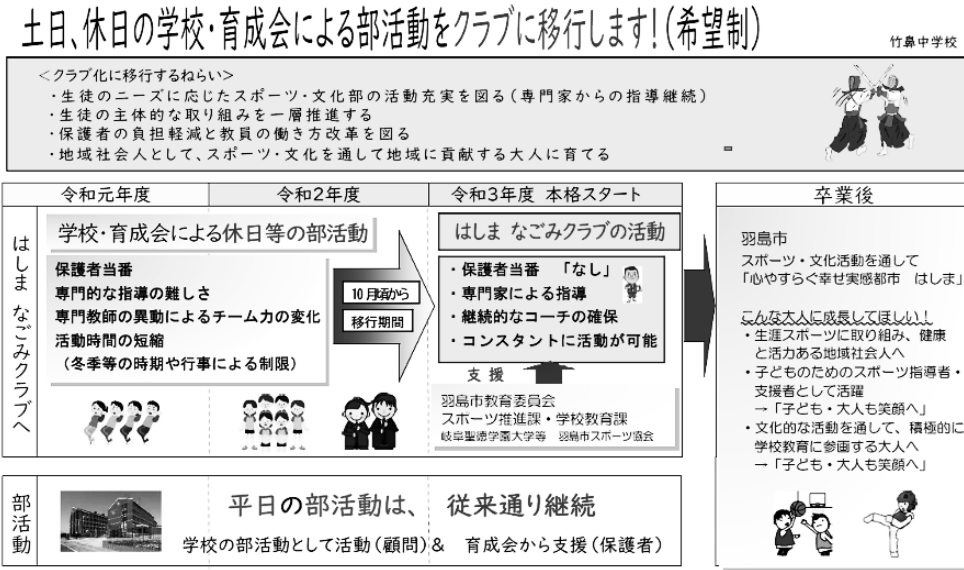 土日、休日の学校・育成会による部活動をクラブに移行します!(希望制)
竹鼻中学校
＜クラブ化に移行するねらい＞
・生徒のニーズに応じたスポーツ・文化部の活動充実を図る(専門家からの指導継続)
・生徒の主体的な取り組みを一層推進する
・保護者の負担軽減と教員の働き方改革を図る
・地域社会人として、スポーツ・文化を通して地域に貢献する大人に育てる
令和元年度
令和2年度
令和3年度 本格スタート
はしま なごみクラブへ
学校・育成会による休日等の部活動
保護者当番
専門的な指導の難しさ
専門教師の異動によるチーム力の変化
活動時間の短縮
(冬季等の時期や行事による制限)
10月頃から
移行期間
はしま なごみクラブの活動
・保護者当番 「なし」
・専門家による指導
・継続的なコーチの確保
・コンスタントに活動が可能
支援
羽島市教育委員会
スポーツ推進課・学校教育課
岐阜聖徳学園大学等 羽島市スポーツ協会
部活動
平日の部活動は、 従来通り継続
学校の部活動として活動(顧問)& 育成会から支援(保護者)
卒業後
羽島市
スポーツ・文化活動を通して
「心やすらぐ幸せ実感都市 はしま」
こんな大人に成長してほしい!
・生涯スポーツに取り組み、健康
と活力ある地域社会人へ
・子どものためのスポーツ指導者・
支援者として活躍
→「子ども・大人も笑顔へ」
・文化的な活動を通して、積極的に
学校教育に参画する大人へ
→「子ども・大人も笑顔へ」